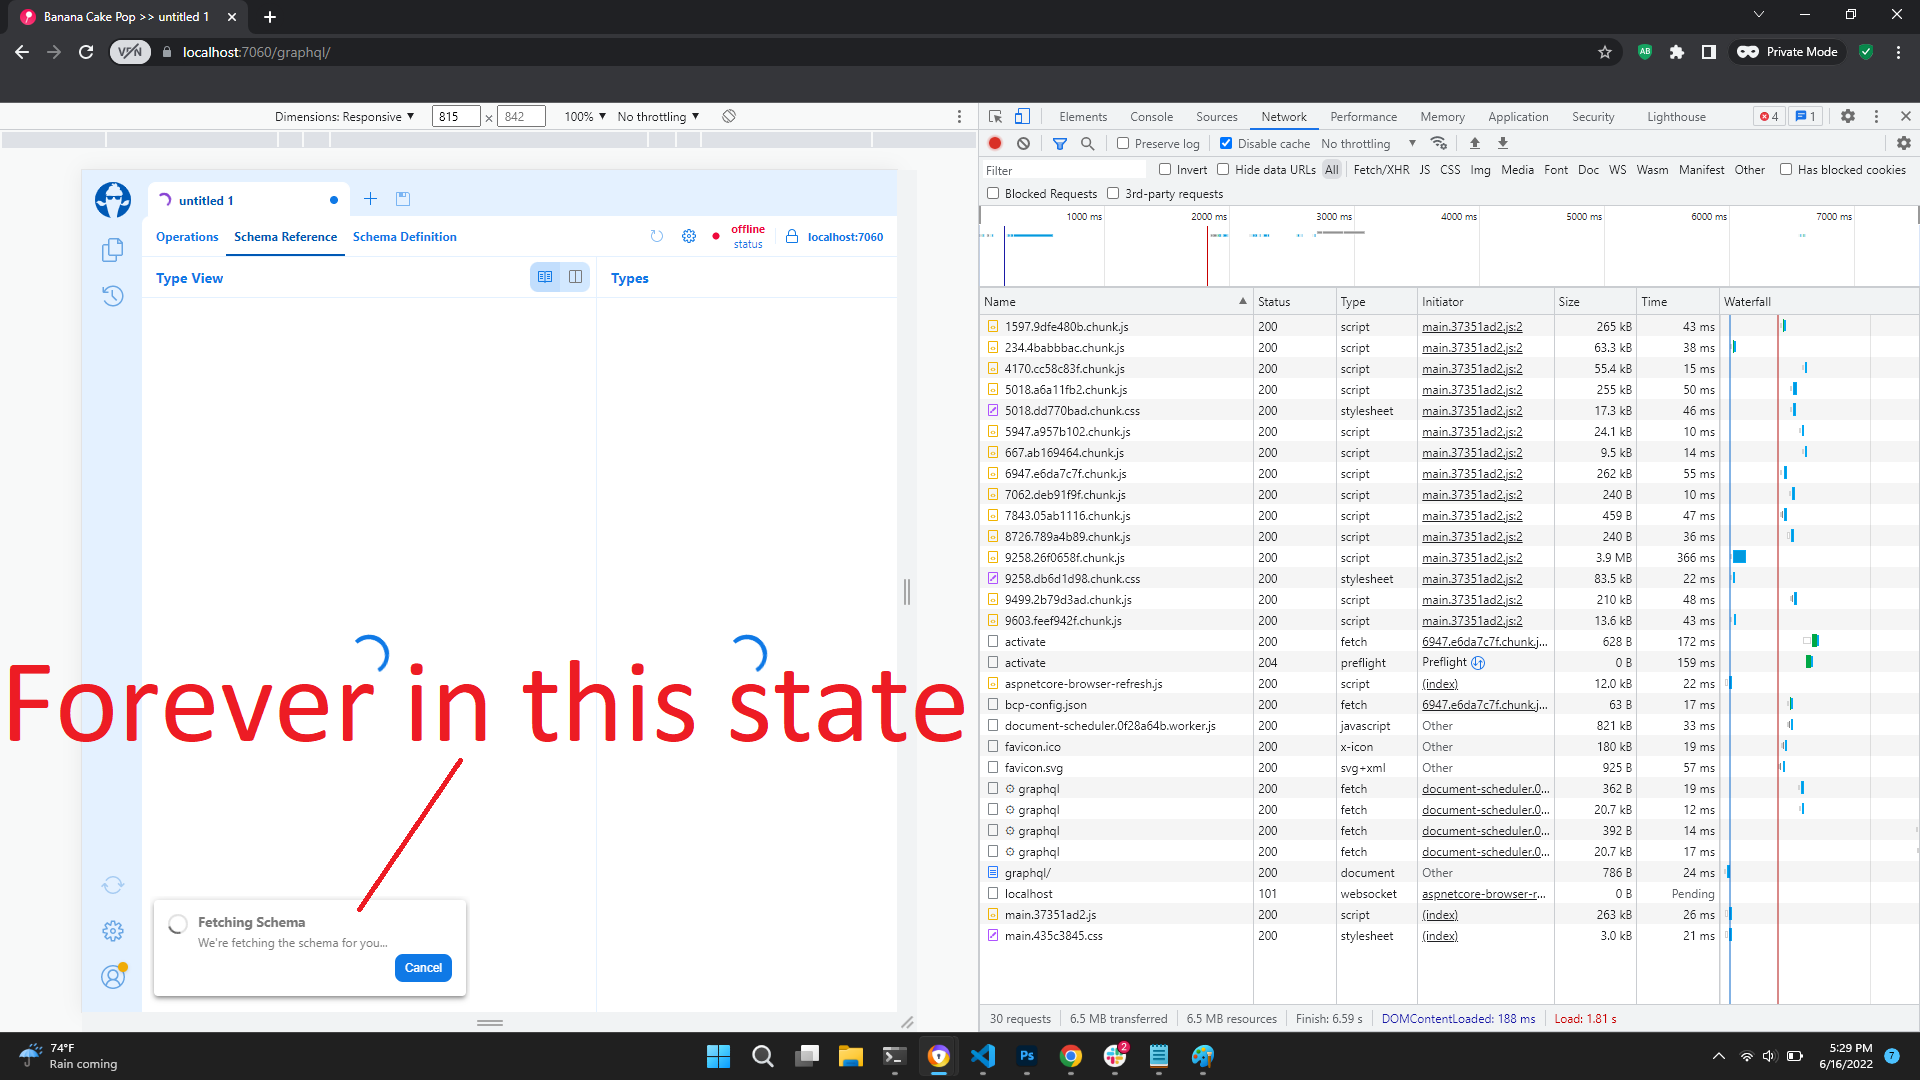 Banana Cake Pop >> untitled 1
VPN
localhost:7060/graphql/
AB
Private Mode
Dimensions: Responsive
815 × 842
100%
No throttling
Elements Console Sources Network Performance Memory Application Security Lighthouse
4
1
Preserve log
Disable cache
No throttling
Filter
Invert
Hide data URLs
All Fetch/XHR JS CSS Img Media Font Doc WS Wasm Manifest Other
Has blocked cookies
Blocked Requests
3rd-party requests
1000 ms 2000 ms 3000 ms 4000 ms 5000 ms 6000 ms 7000 ms
untitled 1
Operations Schema Reference Schema Definition
offline
status
localhost:7060
Type View
Types
Forever in this state
Fetching Schema
We're fetching the schema for you...
Cancel
Name Status Type Initiator Size Time Waterfall
1597.9dfe480b.chunk.js 200 script main.37351ad2.js:2 265 kB 43 ms
234.4babbbac.chunk.js 200 script main.37351ad2.js:2 63.3 kB 38 ms
4170.cc58c83f.chunk.js 200 script main.37351ad2.js:2 55.4 kB 15 ms
5018.a6a11fb2.chunk.js 200 script main.37351ad2.js:2 255 kB 50 ms
5018.dd770bad.chunk.css 200 stylesheet main.37351ad2.js:2 17.3 kB 46 ms
5947.a957b102.chunk.js 200 script main.37351ad2.js:2 24.1 kB 10 ms
667.ab169464.chunk.js 200 script main.37351ad2.js:2 9.5 kB 14 ms
6947.e6da7c7f.chunk.js 200 script main.37351ad2.js:2 262 kB 55 ms
7062.deb91f9f.chunk.js 200 script main.37351ad2.js:2 240 B 10 ms
7843.05ab1116.chunk.js 200 script main.37351ad2.js:2 459 B 47 ms
8726.789a4b89.chunk.js 200 script main.37351ad2.js:2 240 B 36 ms
9258.26f0658f.chunk.js 200 script main.37351ad2.js:2 3.9 MB 366 ms
9258.db6d1d98.chunk.css 200 stylesheet main.37351ad2.js:2 83.5 kB 22 ms
9499.2b79d3ad.chunk.js 200 script main.37351ad2.js:2 210 kB 48 ms
9603.feef942f.chunk.js 200 script main.37351ad2.js:2 13.6 kB 43 ms
activate 200 fetch 6947.e6da7c7f.chunk.j... 628 B 172 ms
activate 204 preflight Preflight 0 B 159 ms
aspnetcore-browser-refresh.js 200 script (index) 12.0 kB 22 ms
bcp-config.json 200 fetch 6947.e6da7c7f.chunk.j... 63 B 17 ms
document-scheduler.0f28a64b.worker.js 200 javascript Other 821 kB 33 ms
favicon.ico 200 x-icon Other 180 kB 19 ms
favicon.svg 200 svg+xml Other 925 B 57 ms
graphql 200 fetch document-scheduler.0... 362 B 19 ms
graphql 200 fetch document-scheduler.0... 20.7 kB 12 ms
graphql 200 fetch document-scheduler.0... 392 B 14 ms
graphql 200 fetch document-scheduler.0... 20.7 kB 17 ms
graphql/ 200 document Other 786 B 24 ms
localhost 101 websocket aspnetcore-browser-r... 0 B Pending
main.37351ad2.js 200 script (index) 263 kB 26 ms
main.435c3845.css 200 stylesheet (index) 3.0 kB 21 ms
30 requests 6.5 MB transferred 6.5 MB resources Finish: 6.59 s DOMContentLoaded: 188 ms Load: 1.81 s
74°F
Rain coming
Ps
2
5:29 PM
6/16/2022
7